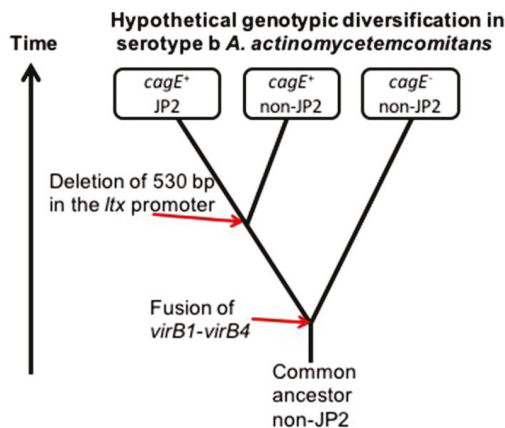 Hypothetical genotypic diversification in
serotype b A. actinomycetemcomitans
Time
cagE+
JP2
cagE+
non-JP2
cagE-
non-JP2
Deletion of 530 bp
in the ltx promoter
Fusion of
virB1-virB4
Common
ancestor
non-JP2